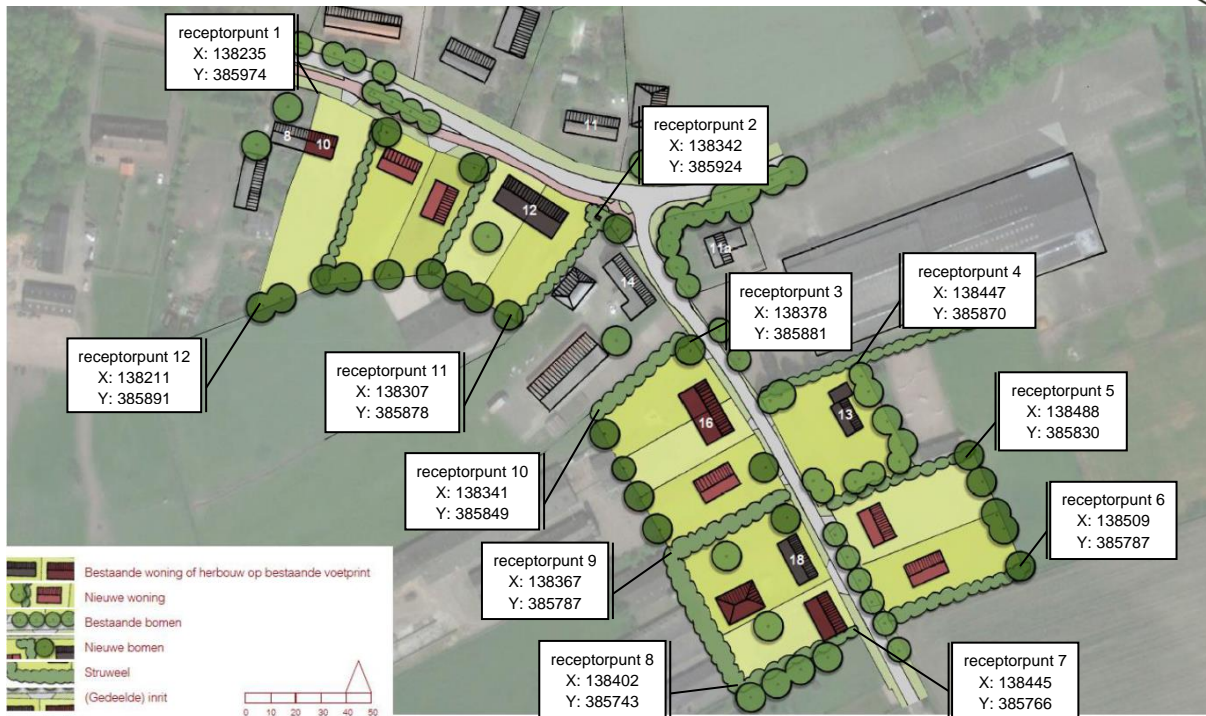 receptorpunt 1
X: 138235
Y: 385974
11
receptorpunt 2
X: 138342
Y: 385924
8
10
12
11a
14
receptorpunt 3
X: 138378
Y: 385881
receptorpunt 4
X: 138447
Y: 385870
receptorpunt 12
X: 138211
Y: 385891
receptorpunt 11
X: 138307
Y: 385878
receptorpunt 5
X: 138488
Y: 385830
16
13
receptorpunt 10
X: 138341
Y: 385849
receptorpunt 6
X: 138509
Y: 385787
receptorpunt 9
X: 138367
Y: 385787
18
receptorpunt 8
X: 138402
Y: 385743
receptorpunt 7
X: 138445
Y: 385766
Bestaande woning of herbouw op bestaande voetprint
Nieuwe woning
Bestaande bomen
Nieuwe bomen
Struweel
(Gedeelde) inrit
0 10 20 30 40 50